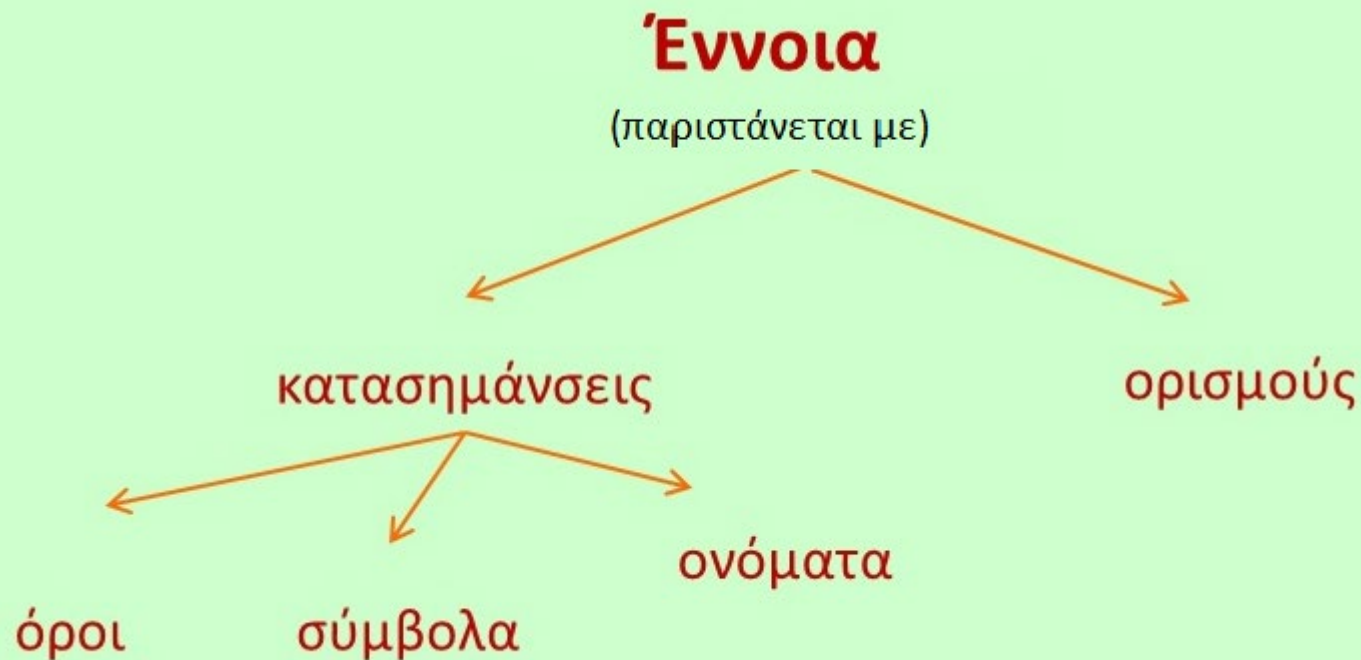 Έννοια
(παριστάνεται με)
κατασημάνσεις
ορισμούς
όροι
σύμβολα
ονόματα